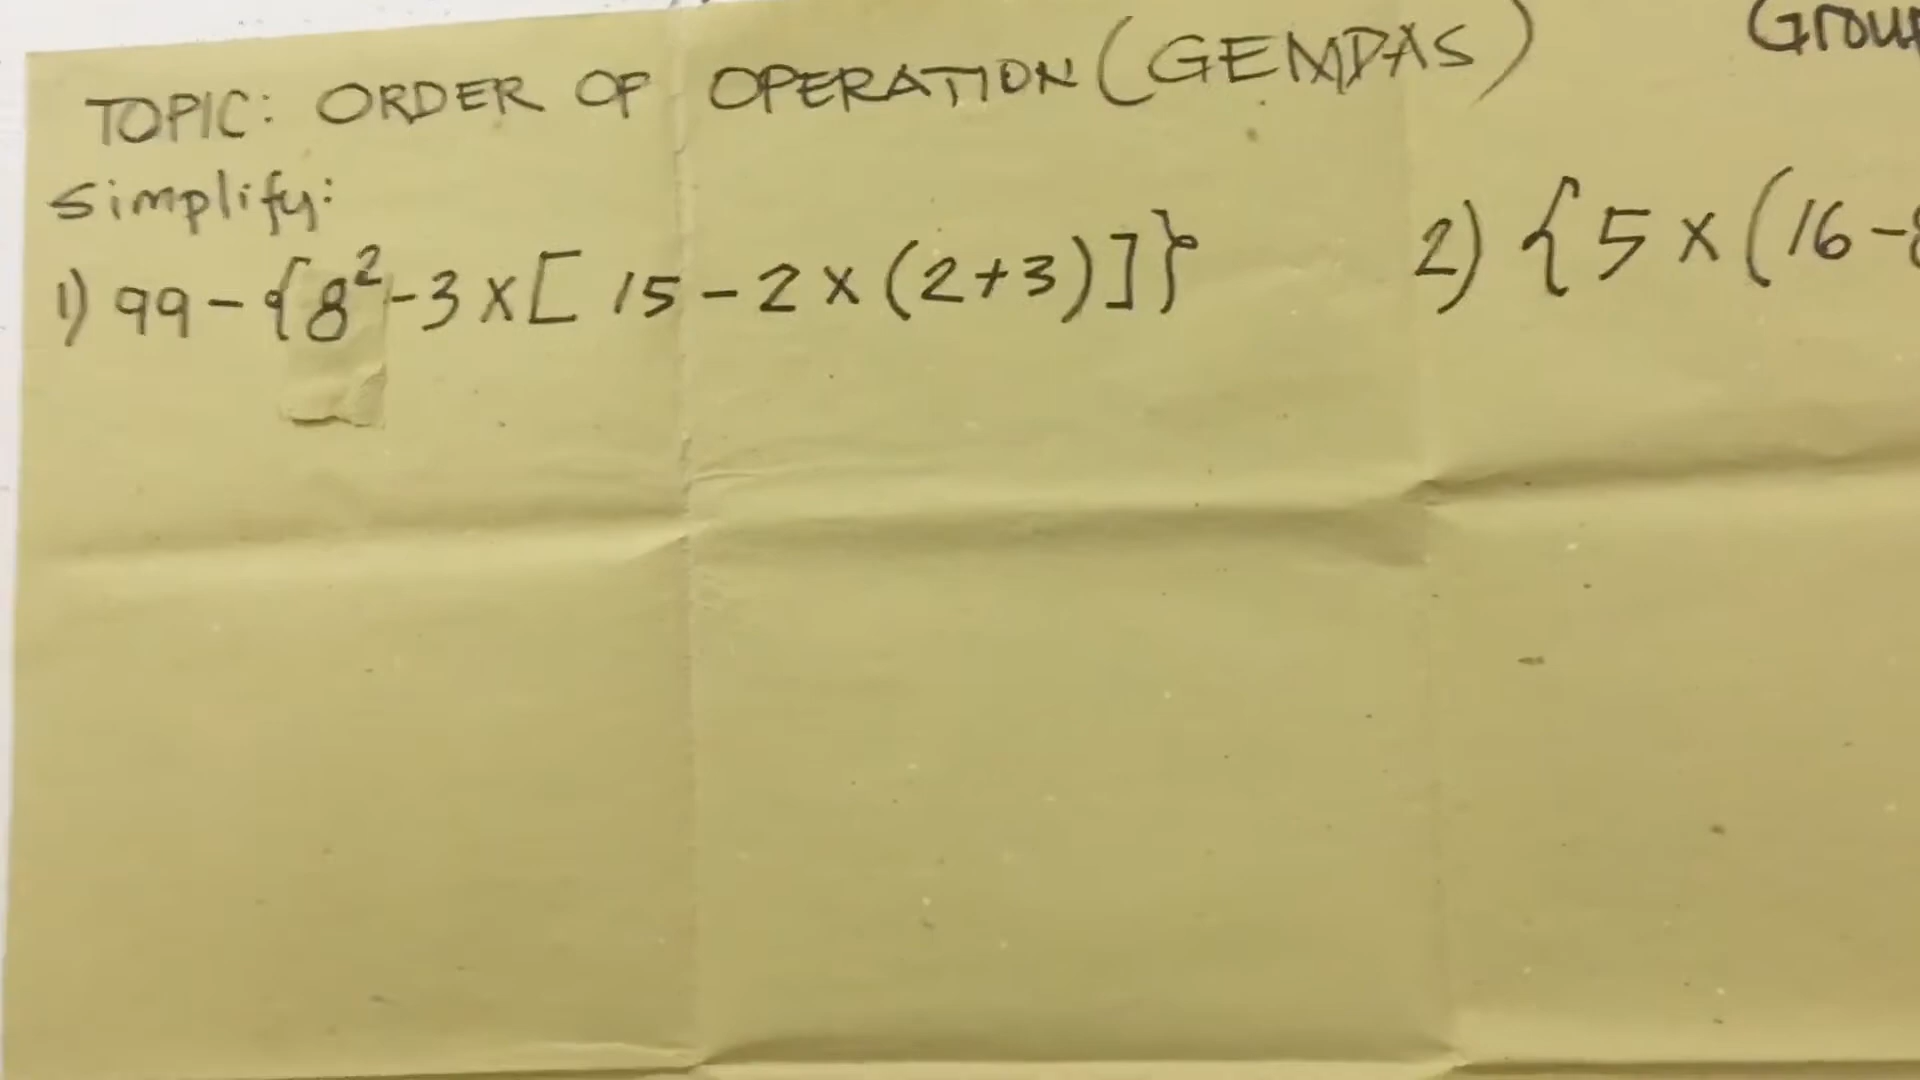 TOPIC: ORDER OF OPERATION (GEMDAS)
Simplify:
1) 99 - {8² - 3 x [ 15 - 2 x (2+3)]}
2) {5 x (16 -